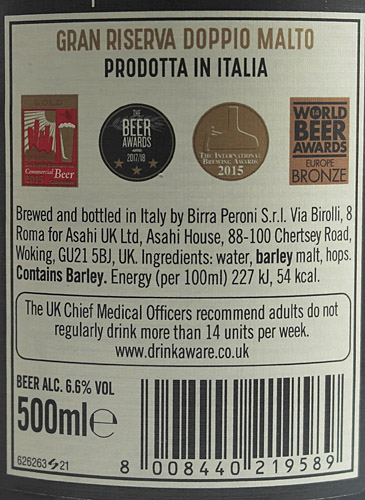 GRAN RISERVA DOPPIO MALTO
PRODOTTA IN ITALIA
GOLD
Commercial Beer
2015
THE
BEER
AWARDS
2017/18
THE INTERNATIONAL
BREWING AWARDS
2015
WORLD
BEER
AWARDS
EUROPE
BRONZE
Brewed and bottled in Italy by Birra Peroni S.r.l. Via Birolli, 8
Roma for Asahi UK Ltd, Asahi House, 88-100 Chertsey Road,
Woking, GU21 5BJ, UK. Ingredients: water, barley malt, hops.
Contains Barley. Energy (per 100ml) 227 kJ, 54 kcal.
The UK Chief Medical Officers recommend adults do not
regularly drink more than 14 units per week.
www.drinkaware.co.uk
BEER ALC. 6.6% VOL
500ml℮
626263 21
8 008440 219589